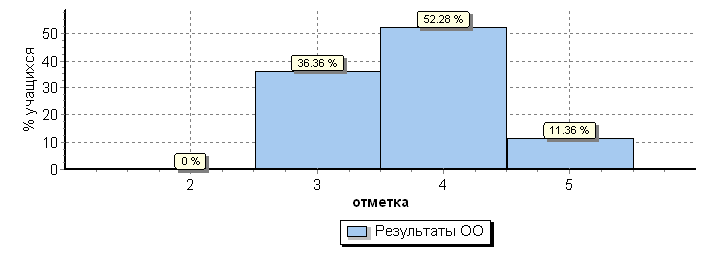 % учащихся
50
40
30
20
10
0
0 %
36.36 %
52.28 %
11.36 %
2 3 4 5
отметка
Результаты ОО